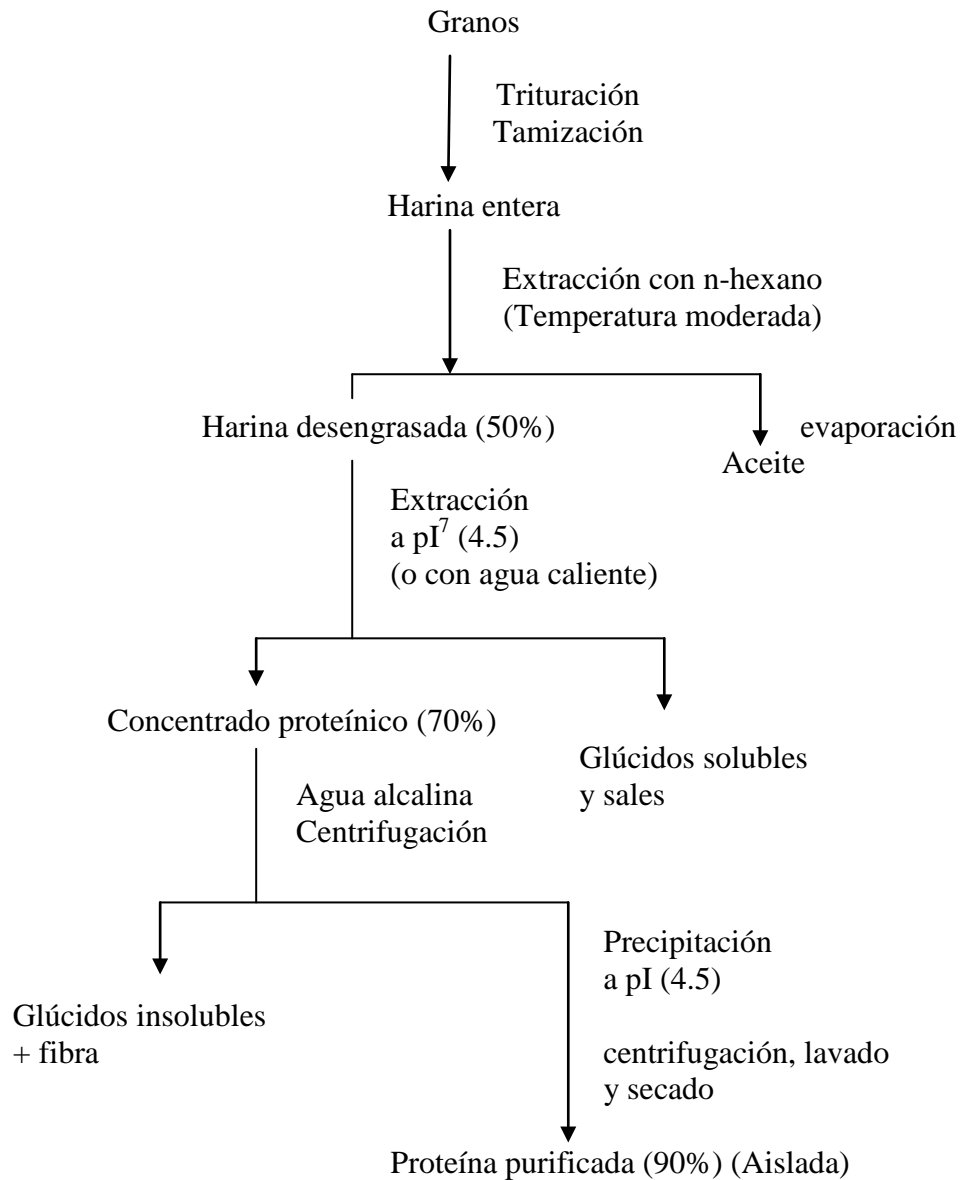 Granos
Trituración
Tamización
Harina entera
Extracción con n-hexano
(Temperatura moderada)
Harina desengrasada (50%)
evaporación
Aceite
Extracción
a pI⁷ (4.5)
(o con agua caliente)
Concentrado proteínico (70%)
Glúcidos solubles
y sales
Agua alcalina
Centrifugación
Precipitación
a pI (4.5)
Glúcidos insolubles
+ fibra
centrifugación, lavado
y secado
Proteína purificada (90%) (Aislada)